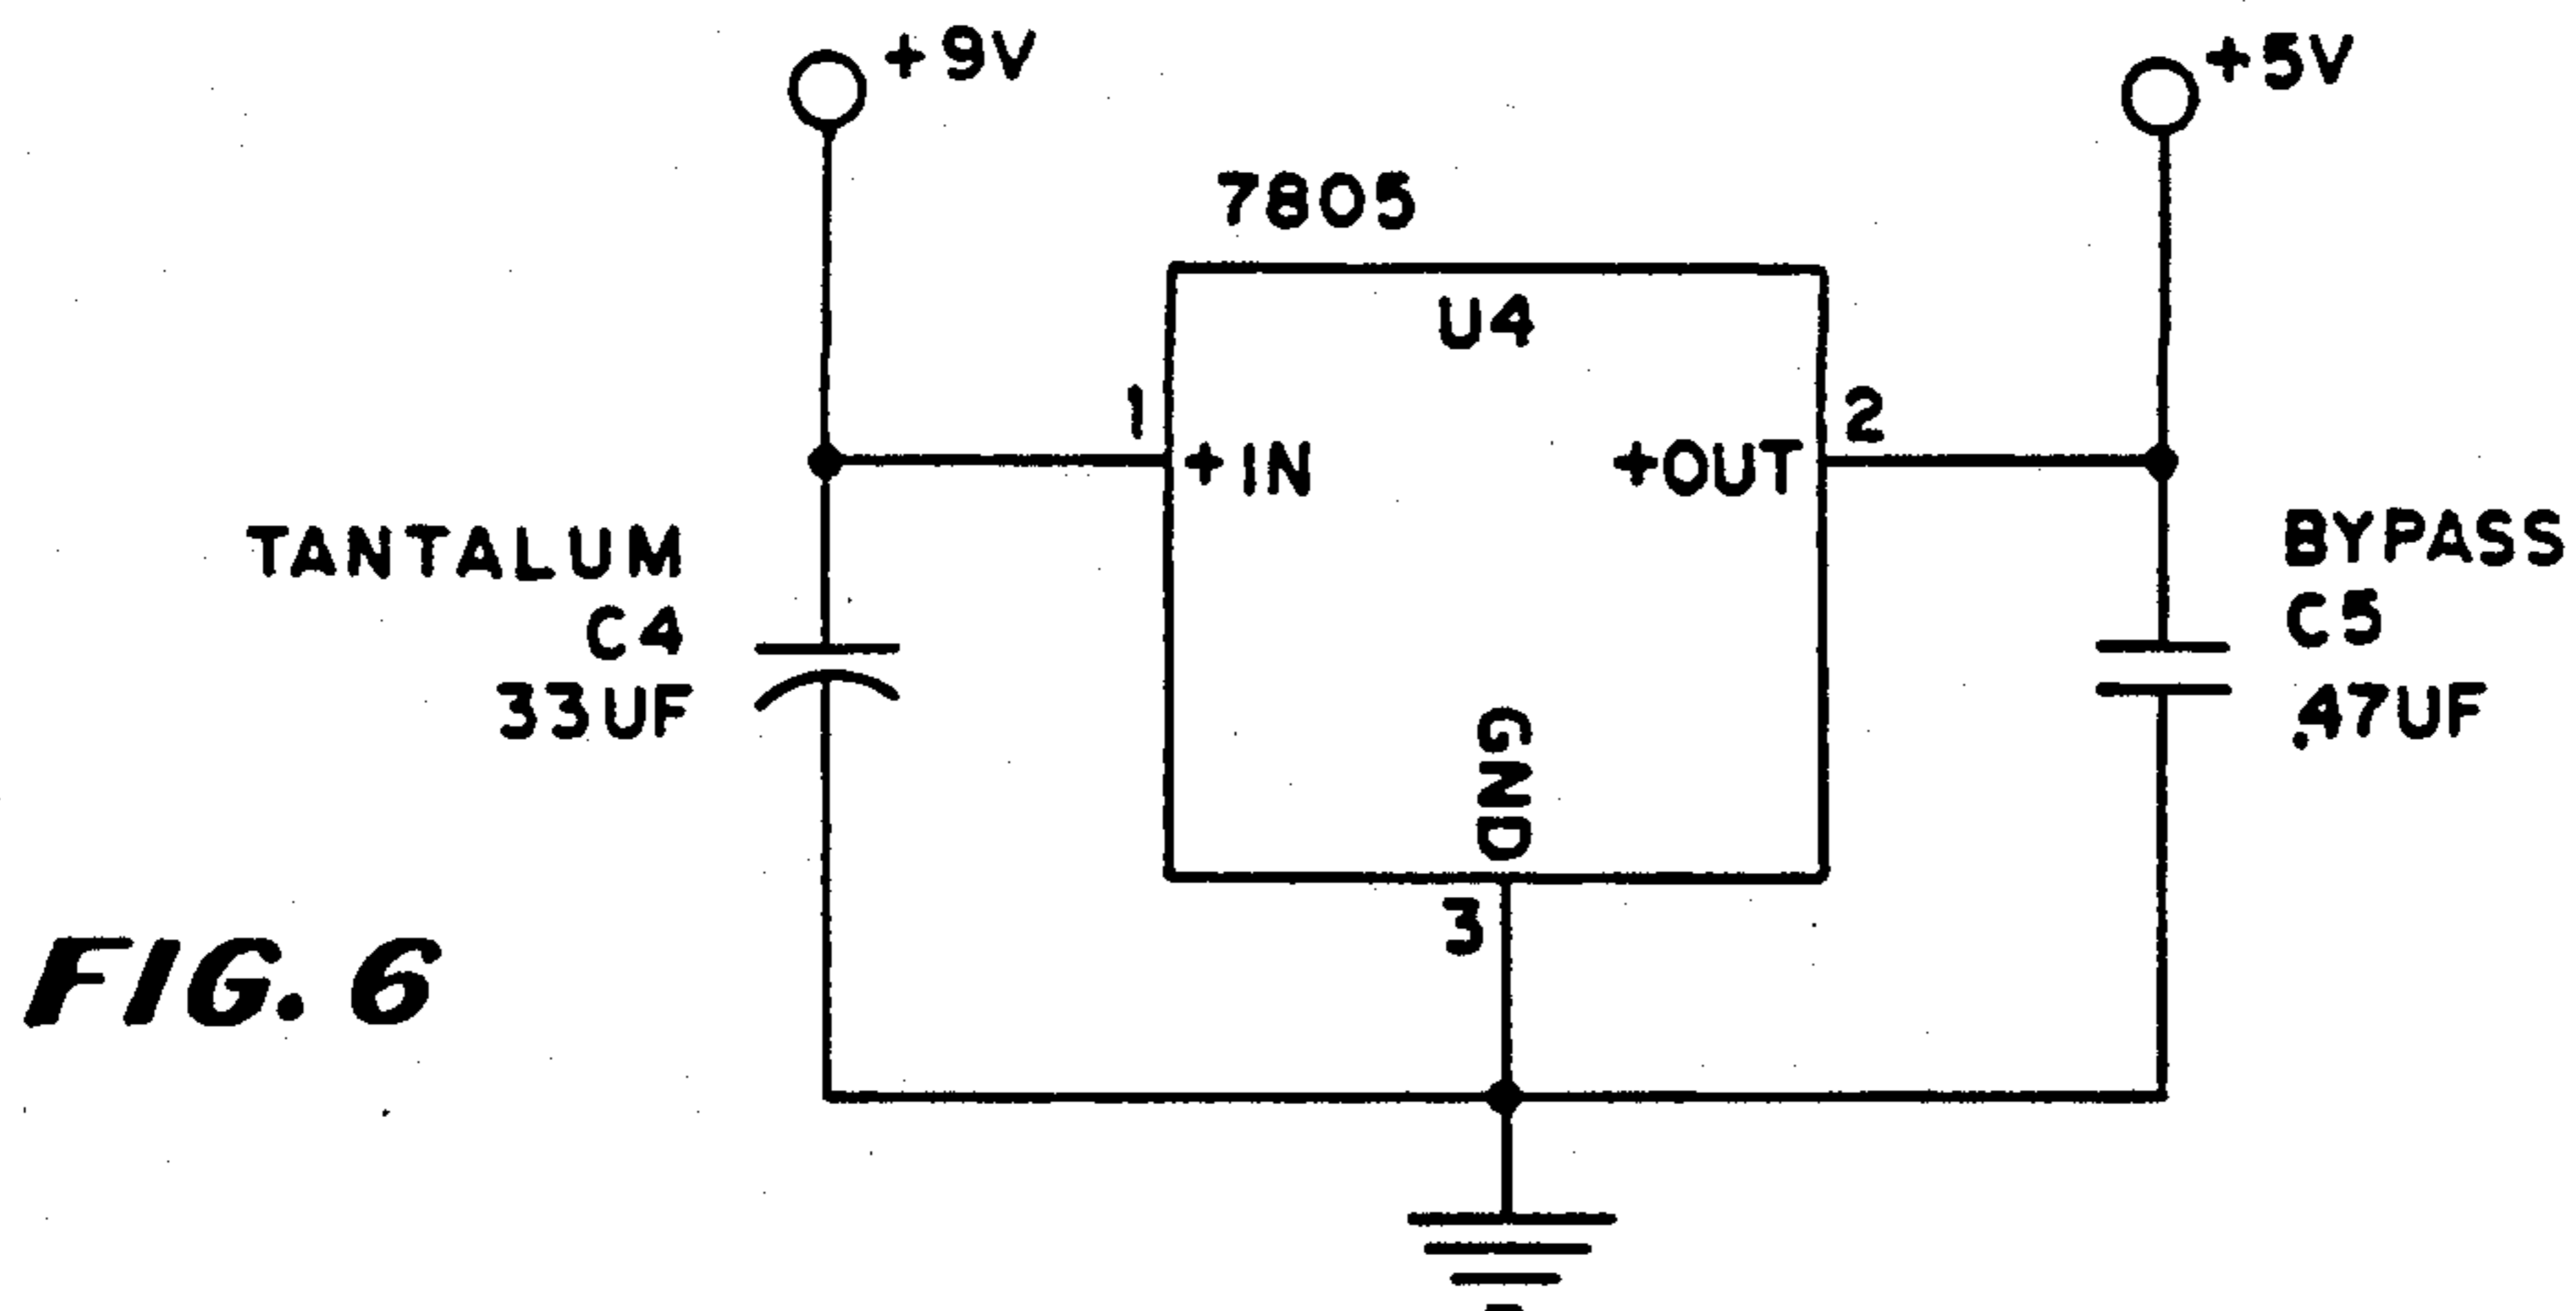 +9V
+5V
7805
U4
1
2
+IN
+OUT
TANTALUM
C4
33UF
BYPASS
C5
.47UF
GND
3
FIG. 6